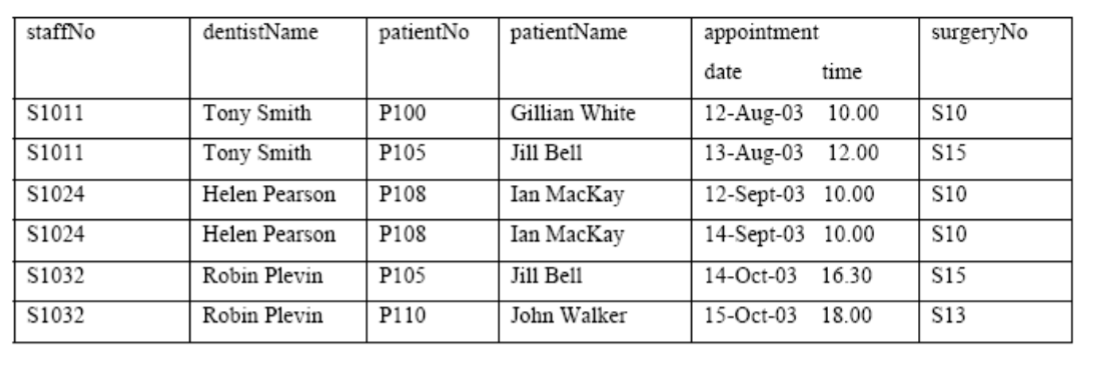 staffNo dentistName patientNo patientName appointment surgeryNo
date time
S1011 Tony Smith P100 Gillian White 12-Aug-03 10.00 S10
S1011 Tony Smith P105 Jill Bell 13-Aug-03 12.00 S15
S1024 Helen Pearson P108 Ian MacKay 12-Sept-03 10.00 S10
S1024 Helen Pearson P108 Ian MacKay 14-Sept-03 10.00 S10
S1032 Robin Plevin P105 Jill Bell 14-Oct-03 16.30 S15
S1032 Robin Plevin P110 John Walker 15-Oct-03 18.00 S13